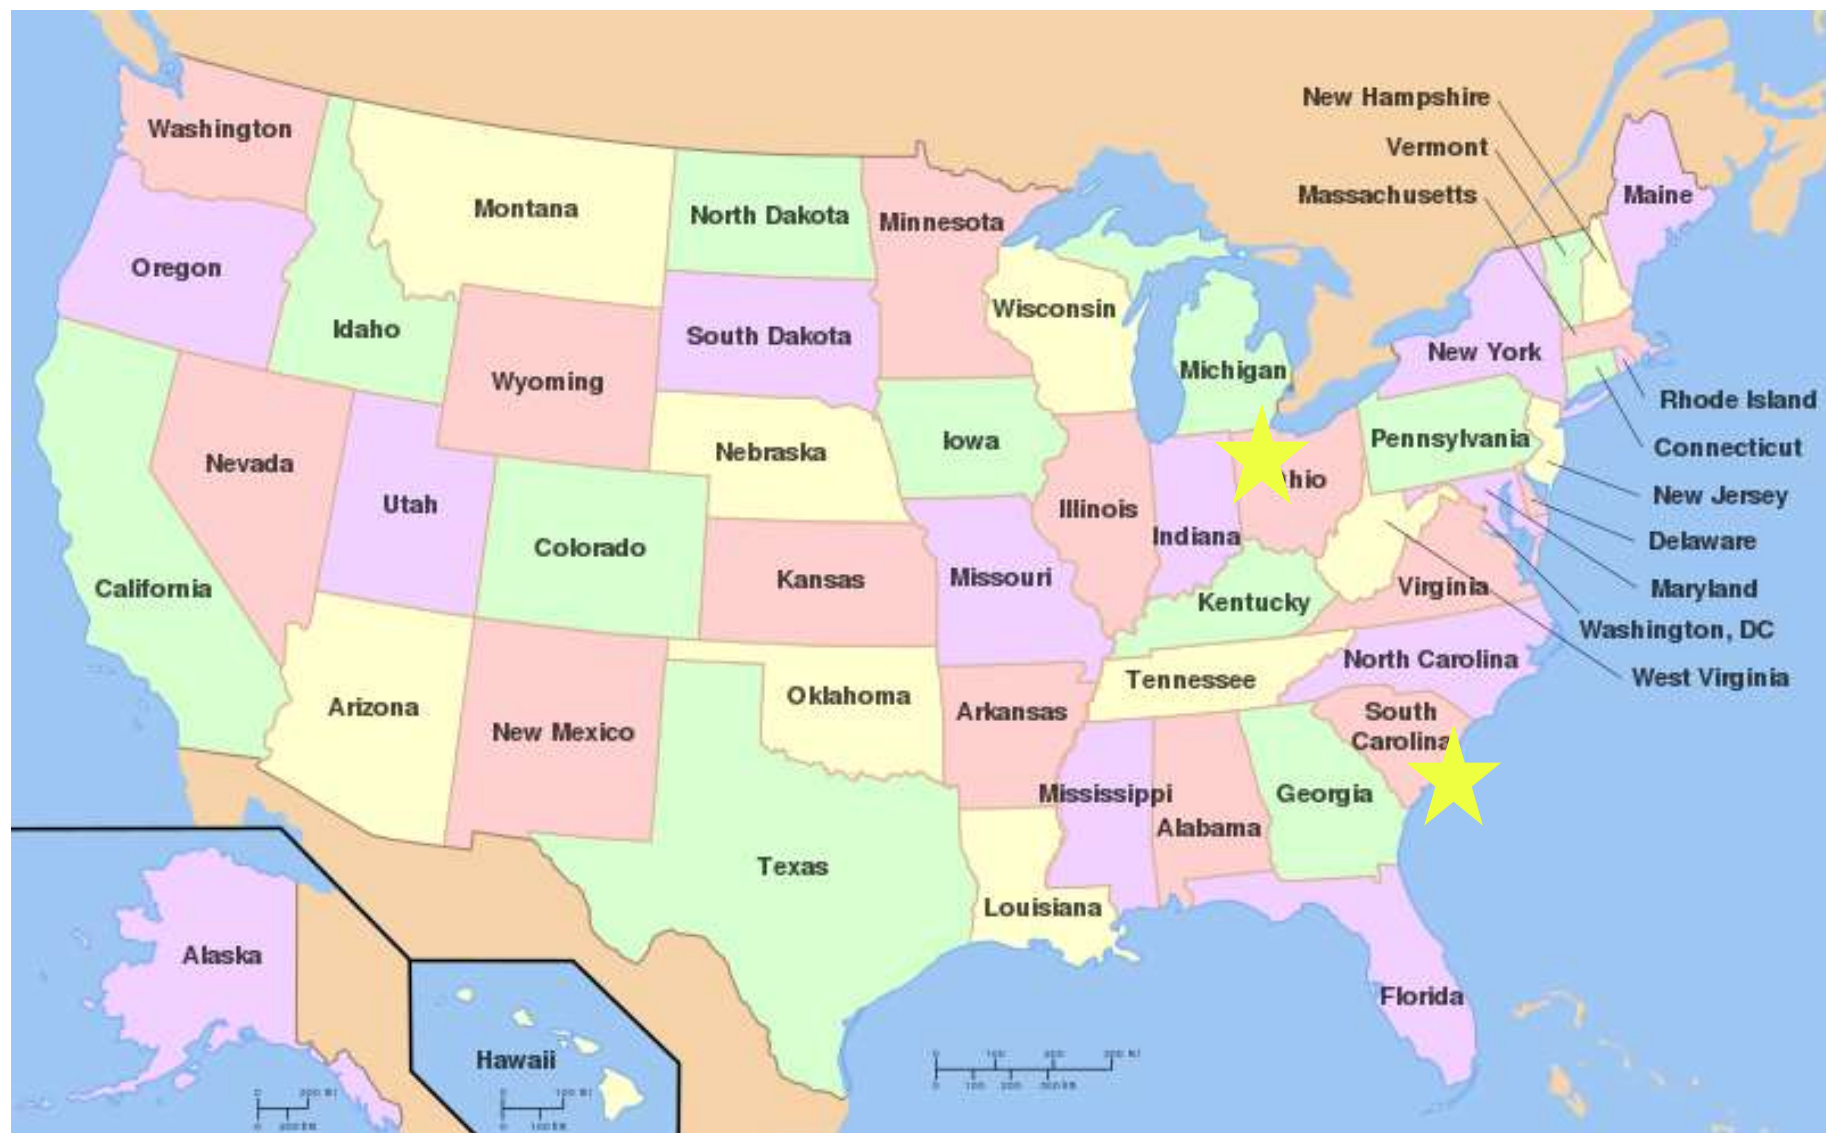 New Hampshire
Vermont
Massachusetts
Washington
Maine
Montana
North Dakota
Minnesota
Oregon
Idaho
Wisconsin
South Dakota
Michigan
New York
Wyoming
Rhode Island
Iowa
Pennsylvania
Connecticut
Nebraska
Nevada
hio
New Jersey
Utah
Illinois
Indiana
Colorado
Delaware
Missouri
Kansas
California
Virginia
Maryland
Kentucky
Washington, DC
North Carolina
Tennessee
West Virginia
Oklahoma
Arizona
Arkansas
South
Carolina
New Mexico
Mississippi
Georgia
Alabama
Texas
Louisiana
Alaska
Florida
Hawaii